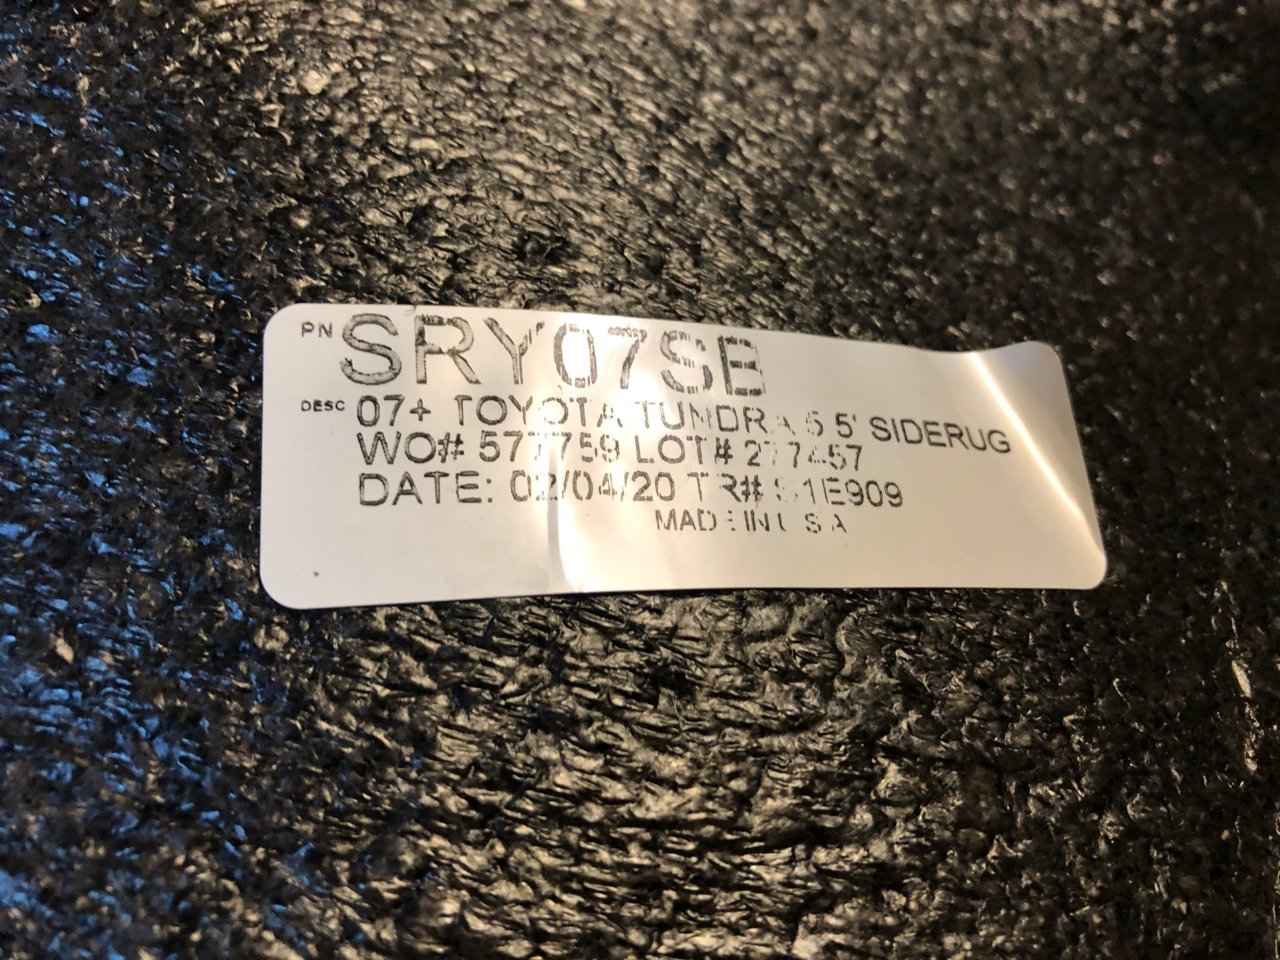 PN SRY07SB
DESC 07+ TOYOTA TUNDRA 5 5' SIDERUG
WO# 577759 LOT# 277457
DATE: 02/04/20 TR#
MADE IN USA